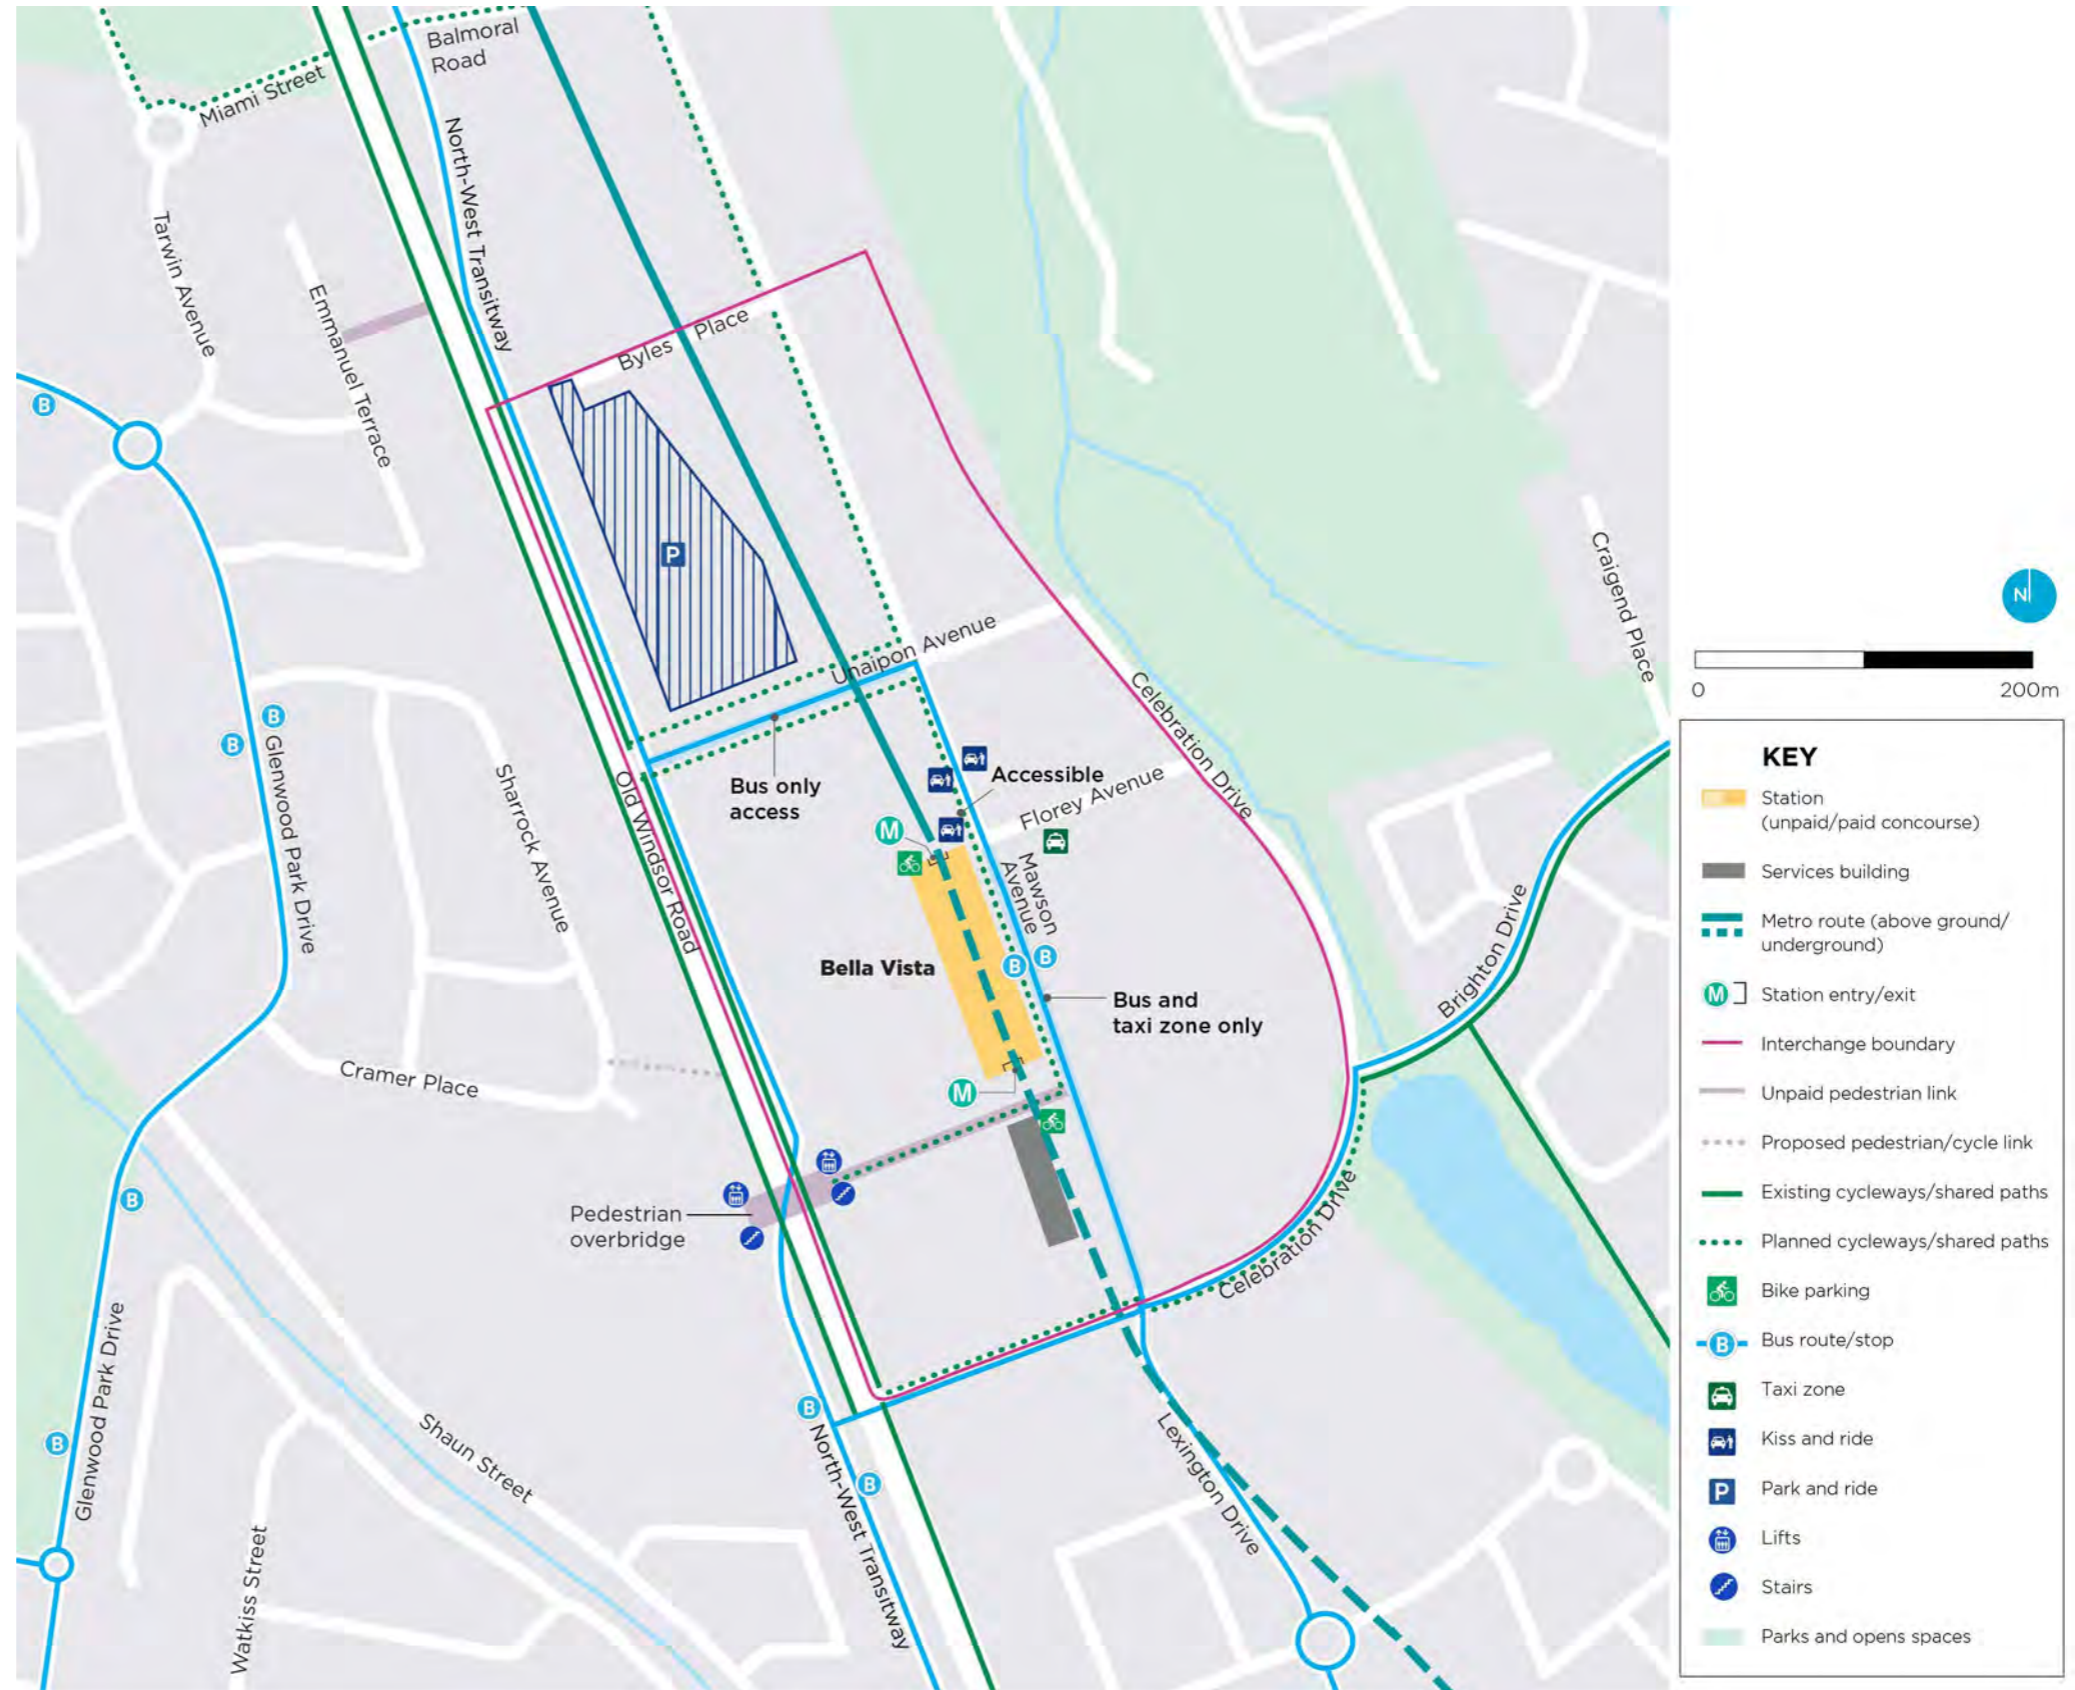 Balmoral
Road
Miami Street
North-West Transitway
Tarwin Avenue
Emmanuel Terrace
Byles Place
B
P
Unaipon Avenue
Craigend Place
N
0
200m
Celebration Drive
B
B
Glenwood Park Drive
Sharrock Avenue
Old Windsor Road
Bus only
access
Accessible
Florey Avenue
M
Mawson
Avenue
Bella Vista
B
B
Bus and
taxi zone only
Brighton Drive
Cramer Place
M
Pedestrian
overbridge
B
Celebration Drive
Glenwood Park Drive
B
Shaun Street
Watkiss Street
B
B
North-West Transitway
Lexington Drive
KEY
Station
(unpaid/paid concourse)
Services building
Metro route (above ground/
underground)
M
Station entry/exit
Interchange boundary
Unpaid pedestrian link
Proposed pedestrian/cycle link
Existing cycleways/shared paths
Planned cycleways/shared paths
Bike parking
B
Bus route/stop
Taxi zone
Kiss and ride
P
Park and ride
Lifts
Stairs
Parks and opens spaces